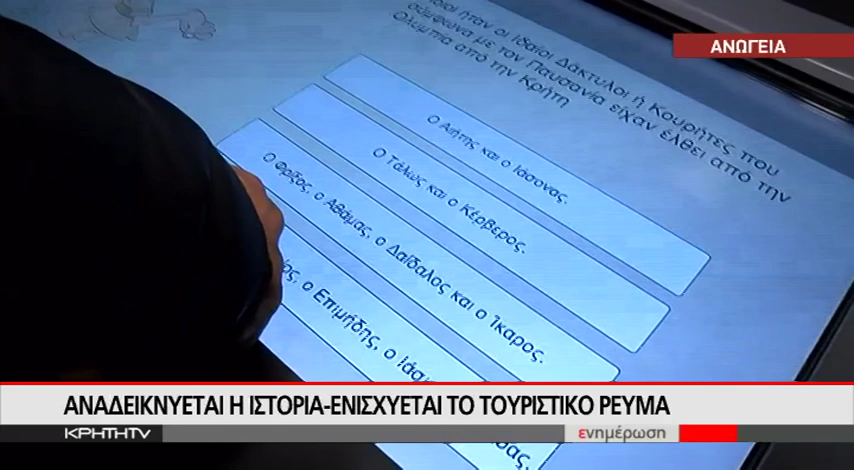 ΑΝΩΓΕΙΑ
ήταν οι Ιδαίοι Δάκτυλοι ή Κουρήτες που
σύμφωνα με τον Παυσανία είχαν έλθει από την
Ολυμπία από την Κρήτη
Ο Αιήτης και ο Ιάσονας.
Ο Τάλως και ο Κέρβερος.
Ο Φρίξος, ο Αθάμας, ο Δαίδαλος και ο Ίκαρος.
ο Επιμήδης, ο
ΑΝΑΔΕΙΚΝΥΕΤΑΙ Η ΙΣΤΟΡΙΑ-ΕΝΙΣΧΥΕΤΑΙ ΤΟ ΤΟΥΡΙΣΤΙΚΟ ΡΕΥΜΑ
ΚΡΗΤΗTV
ενημέρωση